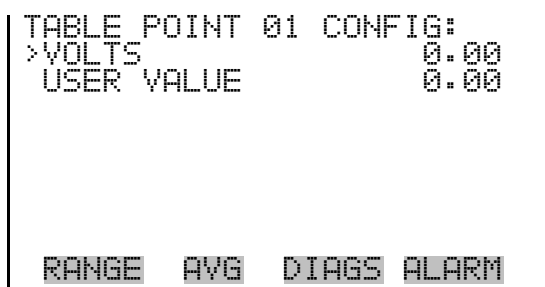 TABLE POINT 01 CONFIG:
>VOLTS 0.00
USER VALUE 0.00
RANGE AVG DIAGS ALARM